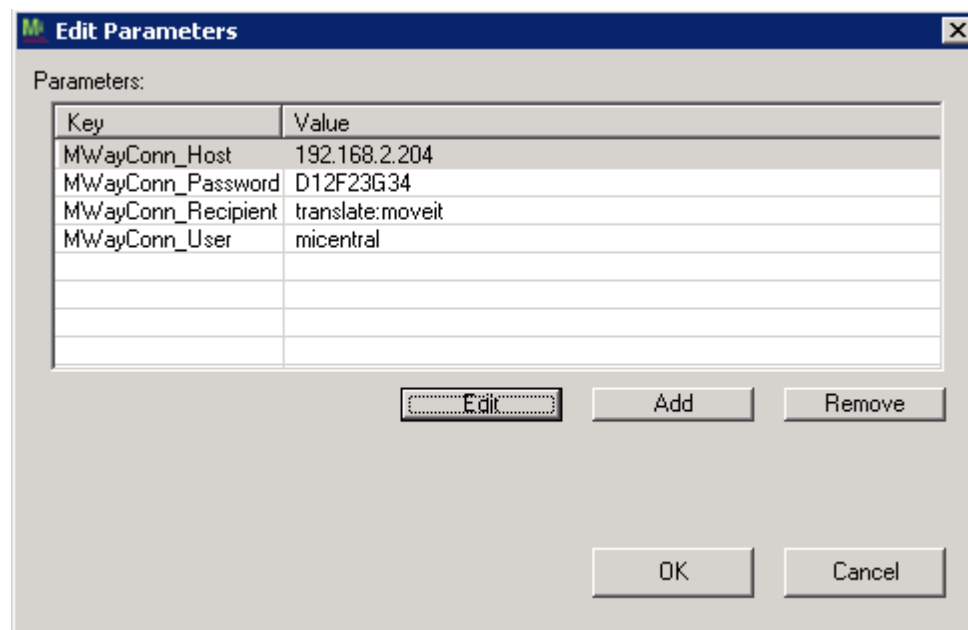 Edit Parameters
Parameters:
Key Value
MWayConn_Host 192.168.2.204
MWayConn_Password D12F23G34
MWayConn_Recipient translate:moveit
MWayConn_User micentral
Edit Add Remove
OK Cancel